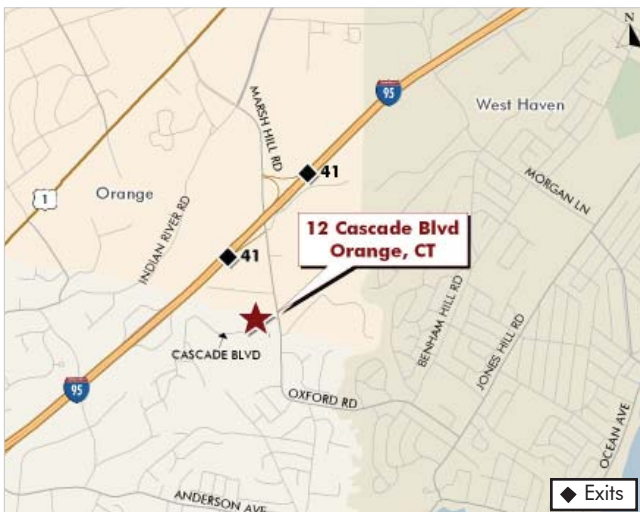 N
95
West Haven
MARSH HILL RD
41
MORGAN LN
Orange
1
INDIAN RIVER RD
12 Cascade Blvd
Orange, CT
41
BENHAM HILL RD
JONES HILL RD
CASCADE BLVD
95
OXFORD RD
OCEAN AVE
ANDERSON AVE
Exits